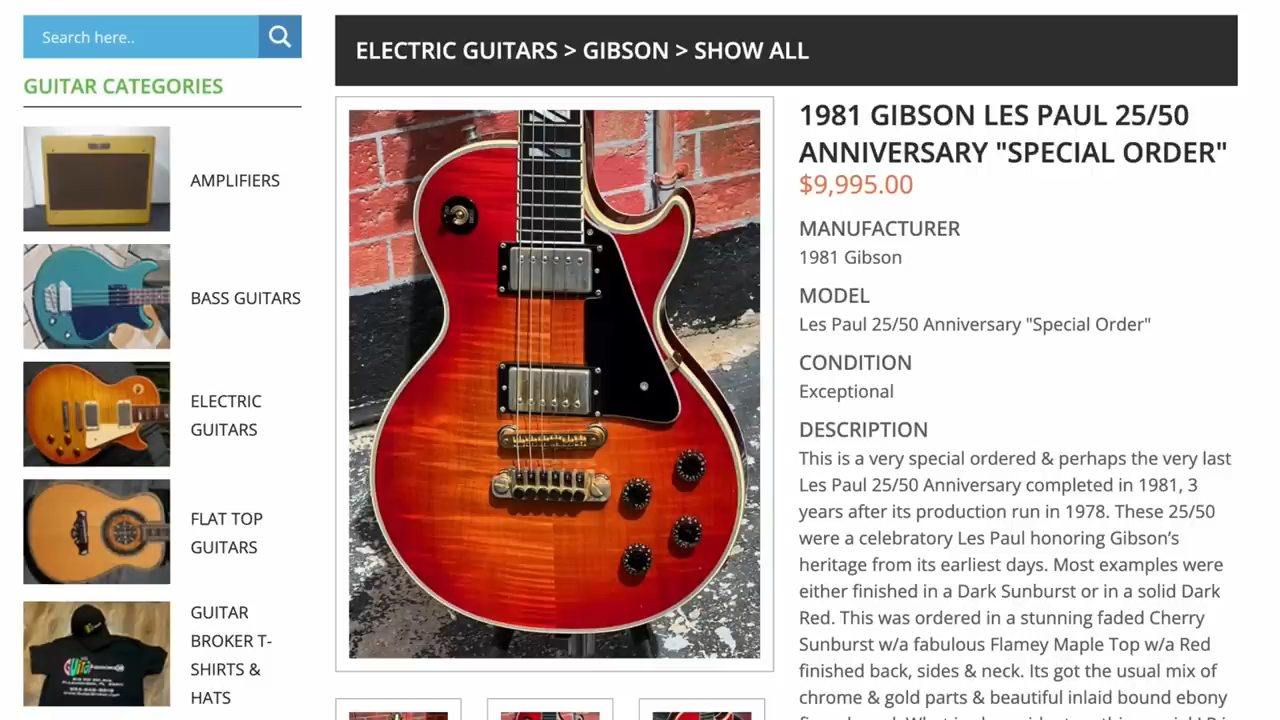 Search here..
GUITAR CATEGORIES
AMPLIFIERS
BASS GUITARS
ELECTRIC
GUITARS
FLAT TOP
GUITARS
GUITAR
BROKER T-
SHIRTS &
HATS
ELECTRIC GUITARS > GIBSON > SHOW ALL
1981 GIBSON LES PAUL 25/50
ANNIVERSARY "SPECIAL ORDER"
$9,995.00
MANUFACTURER
1981 Gibson
MODEL
Les Paul 25/50 Anniversary "Special Order"
CONDITION
Exceptional
DESCRIPTION
This is a very special ordered & perhaps the very last
Les Paul 25/50 Anniversary completed in 1981, 3
years after its production run in 1978. These 25/50
were a celebratory Les Paul honoring Gibson's
heritage from its earliest days. Most examples were
either finished in a Dark Sunburst or in a solid Dark
Red. This was ordered in a stunning faded Cherry
Sunburst w/a fabulous Flamey Maple Top w/a Red
finished back, sides & neck. Its got the usual mix of
chrome & gold parts & beautiful inlaid bound ebony